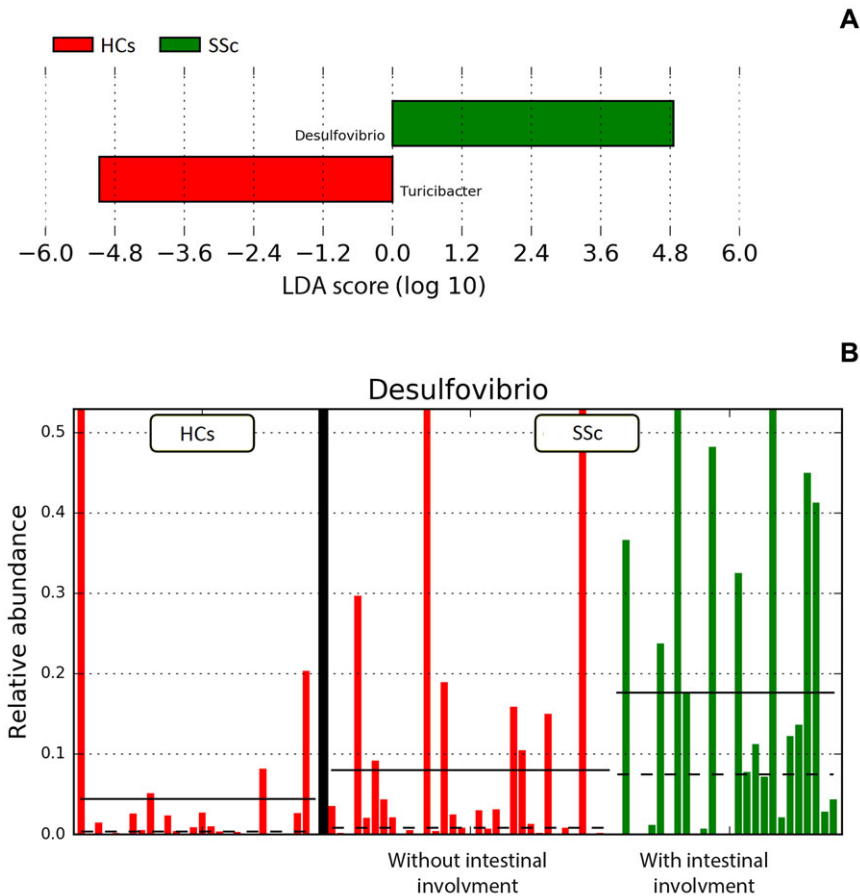 A
HCs SSc
Desulfovibrio
Turicibacter
−6.0 −4.8 −3.6 −2.4 −1.2 0.0 1.2 2.4 3.6 4.8 6.0
LDA score (log 10)
B
Desulfovibrio
HCs SSc
Relative abundance
0.5
0.4
0.3
0.2
0.1
0.0
Without intestinal
involvment
With intestinal
involvment